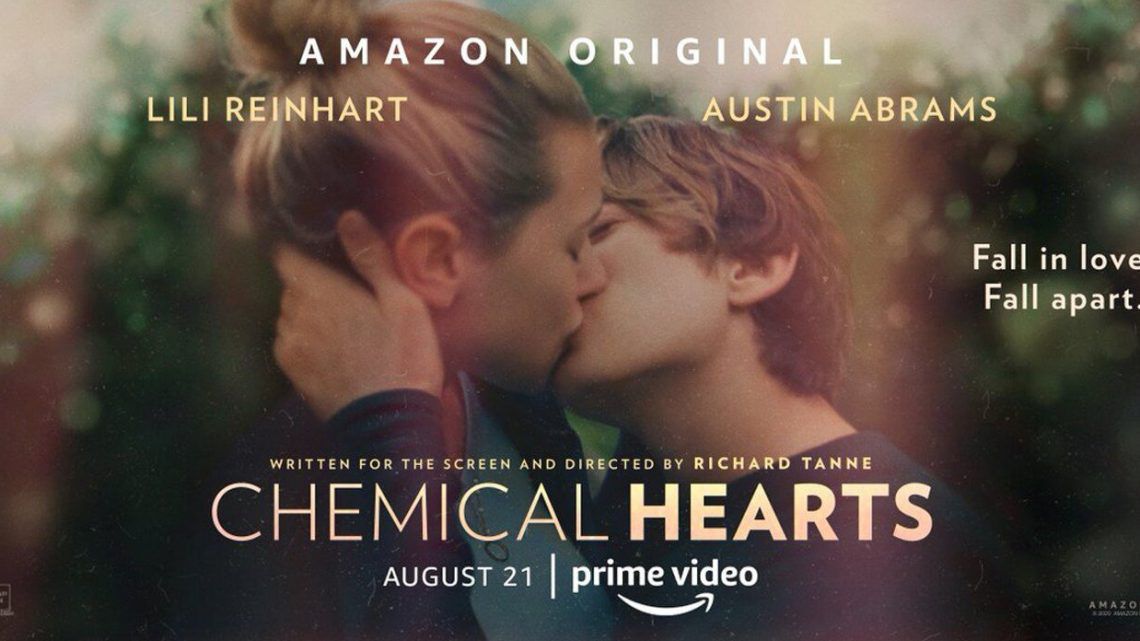 AMAZON ORIGINAL
LILI REINHART
AUSTIN ABRAMS
Fall in love
Fall apart.
WRITTEN FOR THE SCREEN AND DIRECTED BY RICHARD TANNE
CHEMICAL HEARTS
AUGUST 21 | prime video
AMAZO